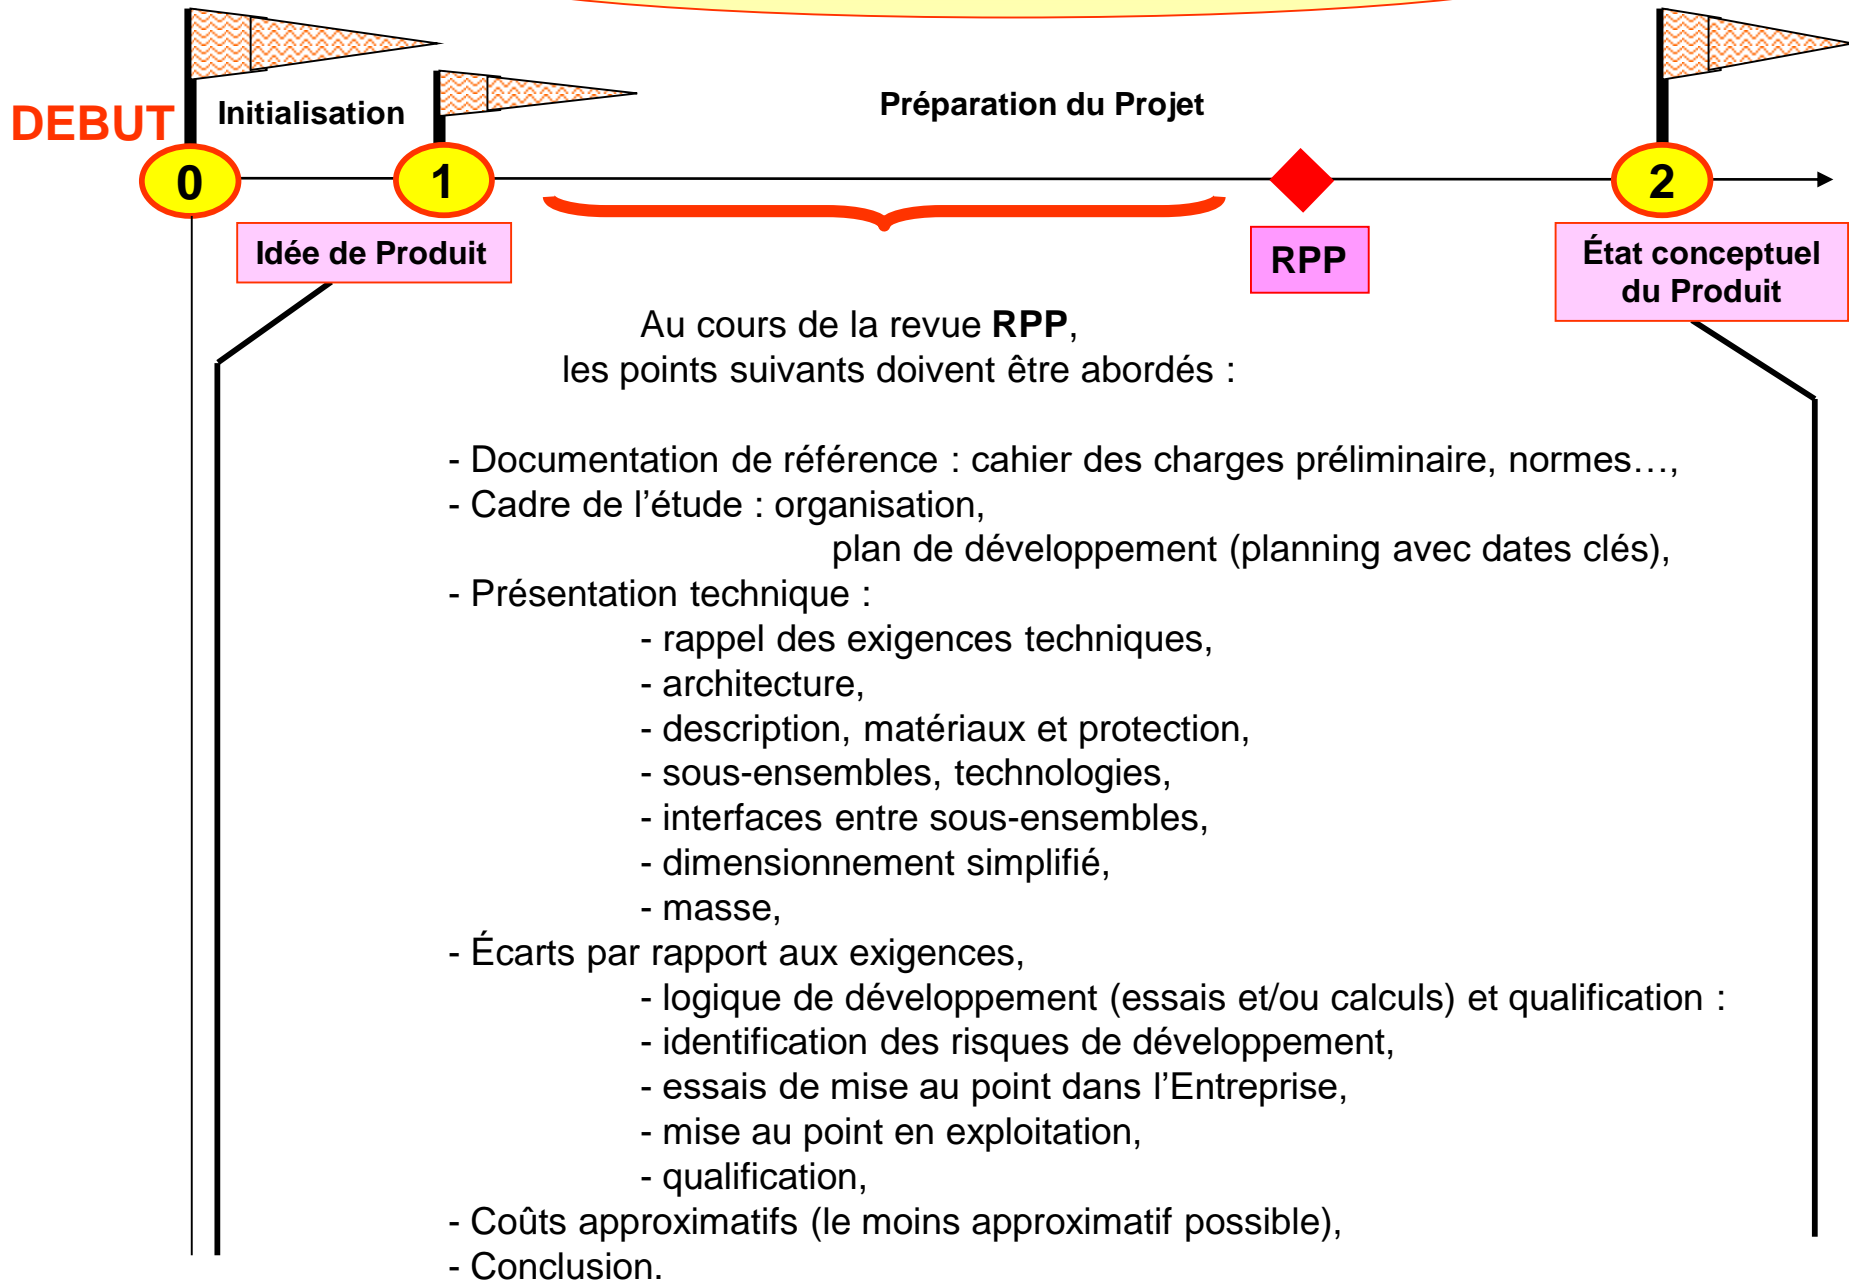 DEBUT
Initialisation
Préparation du Projet
0
1
2
Idée de Produit
RPP
État conceptuel
du Produit
Au cours de la revue RPP,
les points suivants doivent être abordés :
- Documentation de référence : cahier des charges préliminaire, normes…,
- Cadre de l’étude : organisation,
plan de développement (planning avec dates clés),
- Présentation technique :
- rappel des exigences techniques,
- architecture,
- description, matériaux et protection,
- sous-ensembles, technologies,
- interfaces entre sous-ensembles,
- dimensionnement simplifié,
- masse,
- Écarts par rapport aux exigences,
- logique de développement (essais et/ou calculs) et qualification :
- identification des risques de développement,
- essais de mise au point dans l’Entreprise,
- mise au point en exploitation,
- qualification,
- Coûts approximatifs (le moins approximatif possible),
- Conclusion.